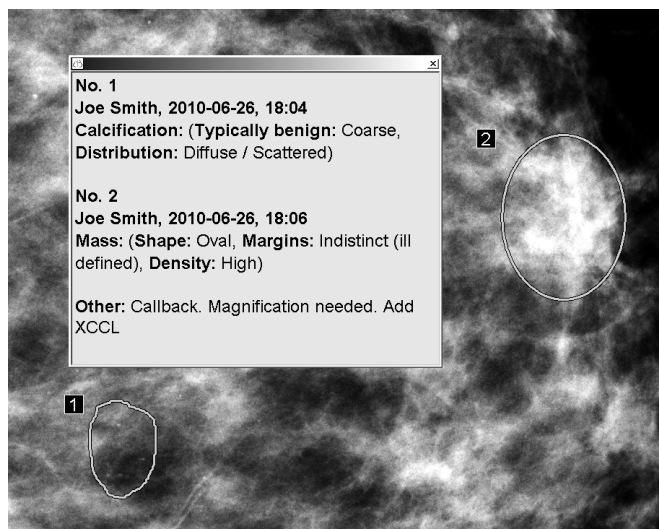 No. 1
Joe Smith, 2010-06-26, 18:04
Calcification: (Typically benign: Coarse,
Distribution: Diffuse / Scattered)
No. 2
Joe Smith, 2010-06-26, 18:06
Mass: (Shape: Oval, Margins: Indistinct (ill
defined), Density: High)
Other: Callback. Magnification needed. Add
XCCL
2
1